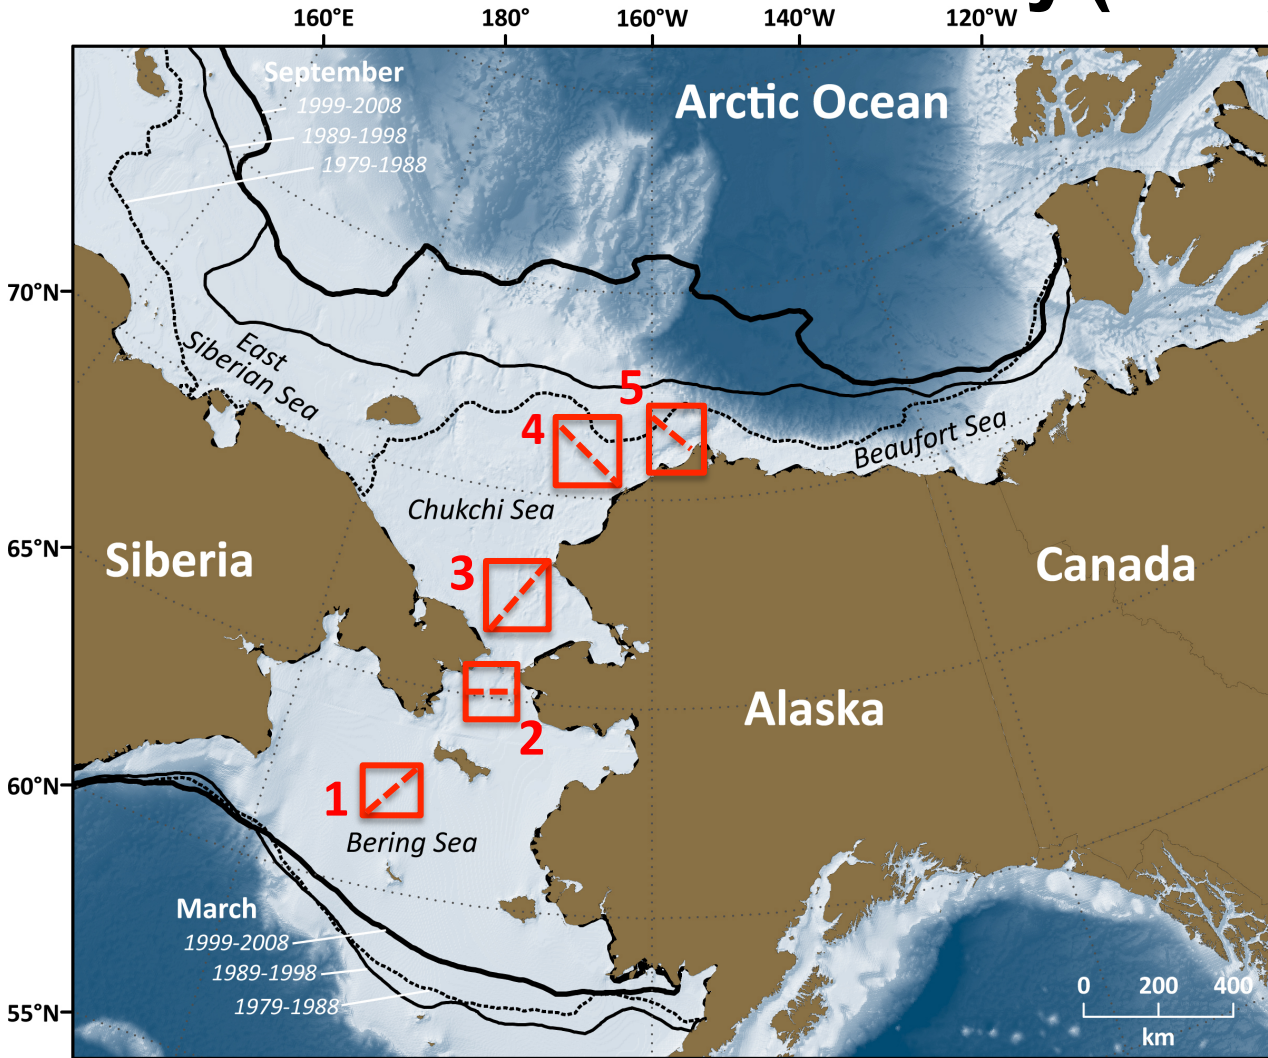 160°E 180° 160°W 140°W 120°W
September
1999-2008
1989-1998
1979-1988
Arctic Ocean
70°N
East
Siberian Sea
5
4
Beaufort Sea
Chukchi Sea
65°N
Siberia
3
Canada
Alaska
2
60°N
1
Bering Sea
March
1999-2008
1989-1998
1979-1988
55°N
0 200 400
km